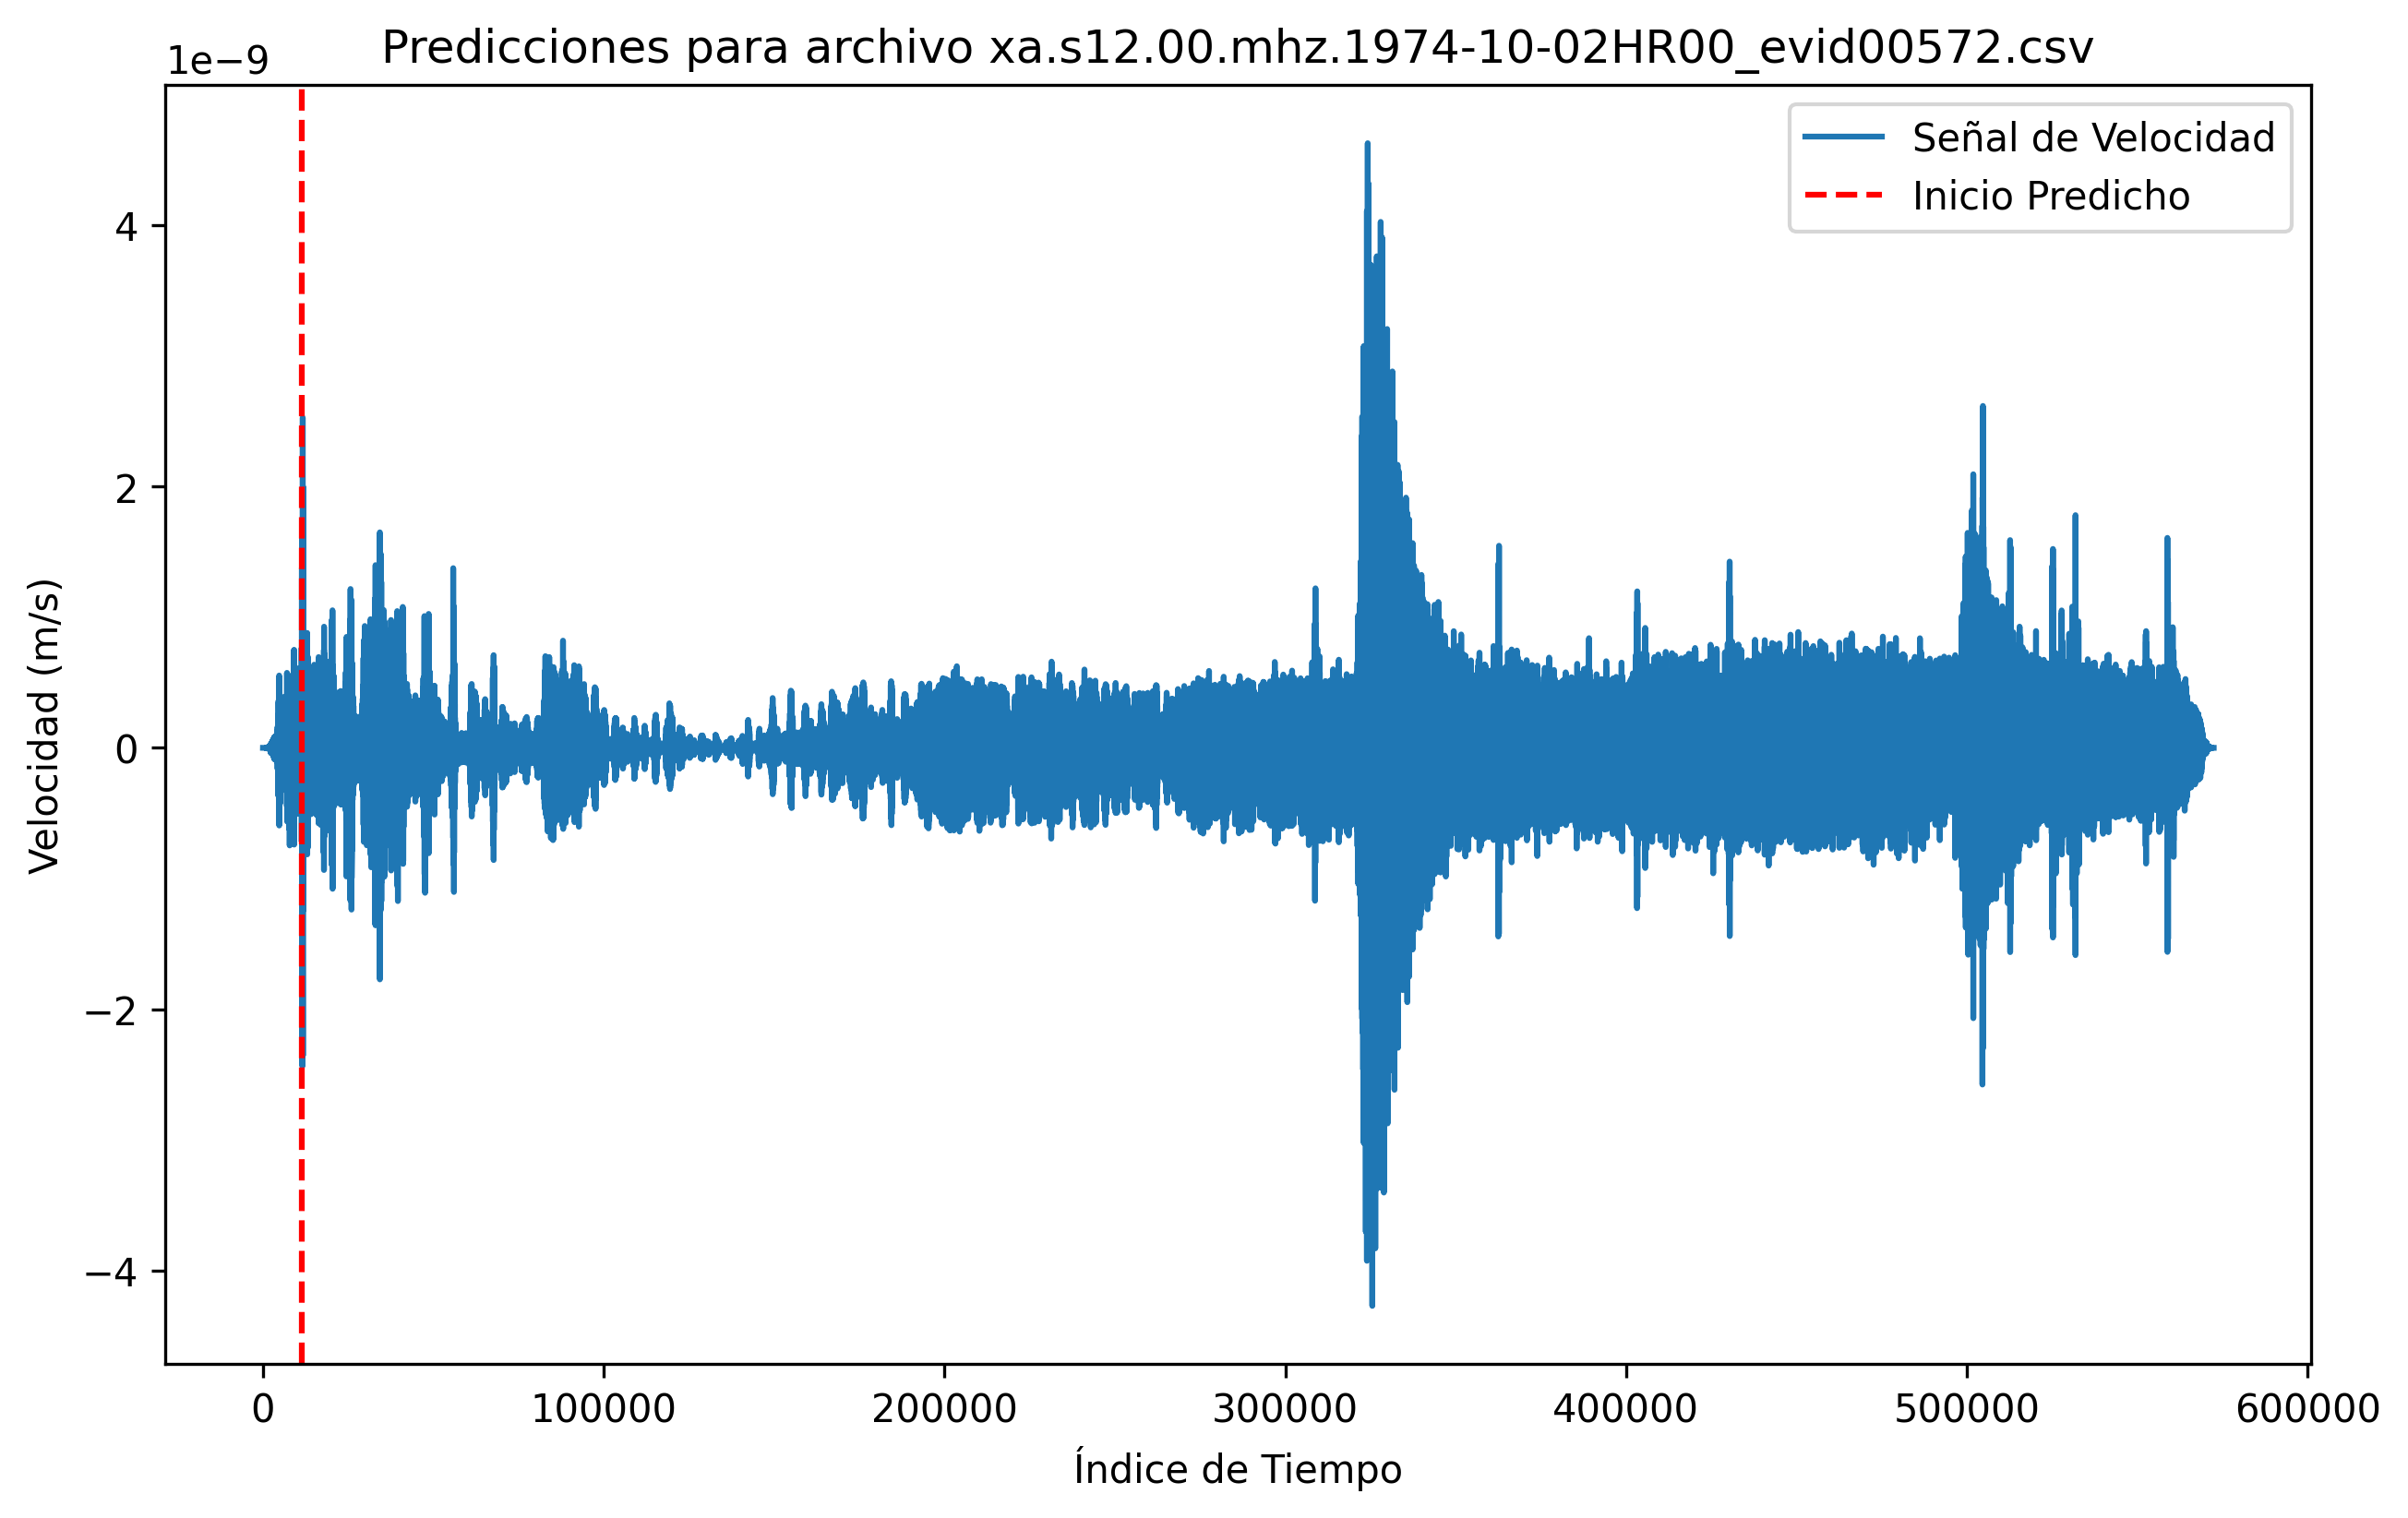 Predicciones para archivo xa.s12.00.mhz.1974-10-02HR00_evid00572.csv
1e−9
Señal de Velocidad
Inicio Predicho
Velocidad (m/s)
4
2
0
−2
−4
0 100000 200000 300000 400000 500000 600000
Índice de Tiempo